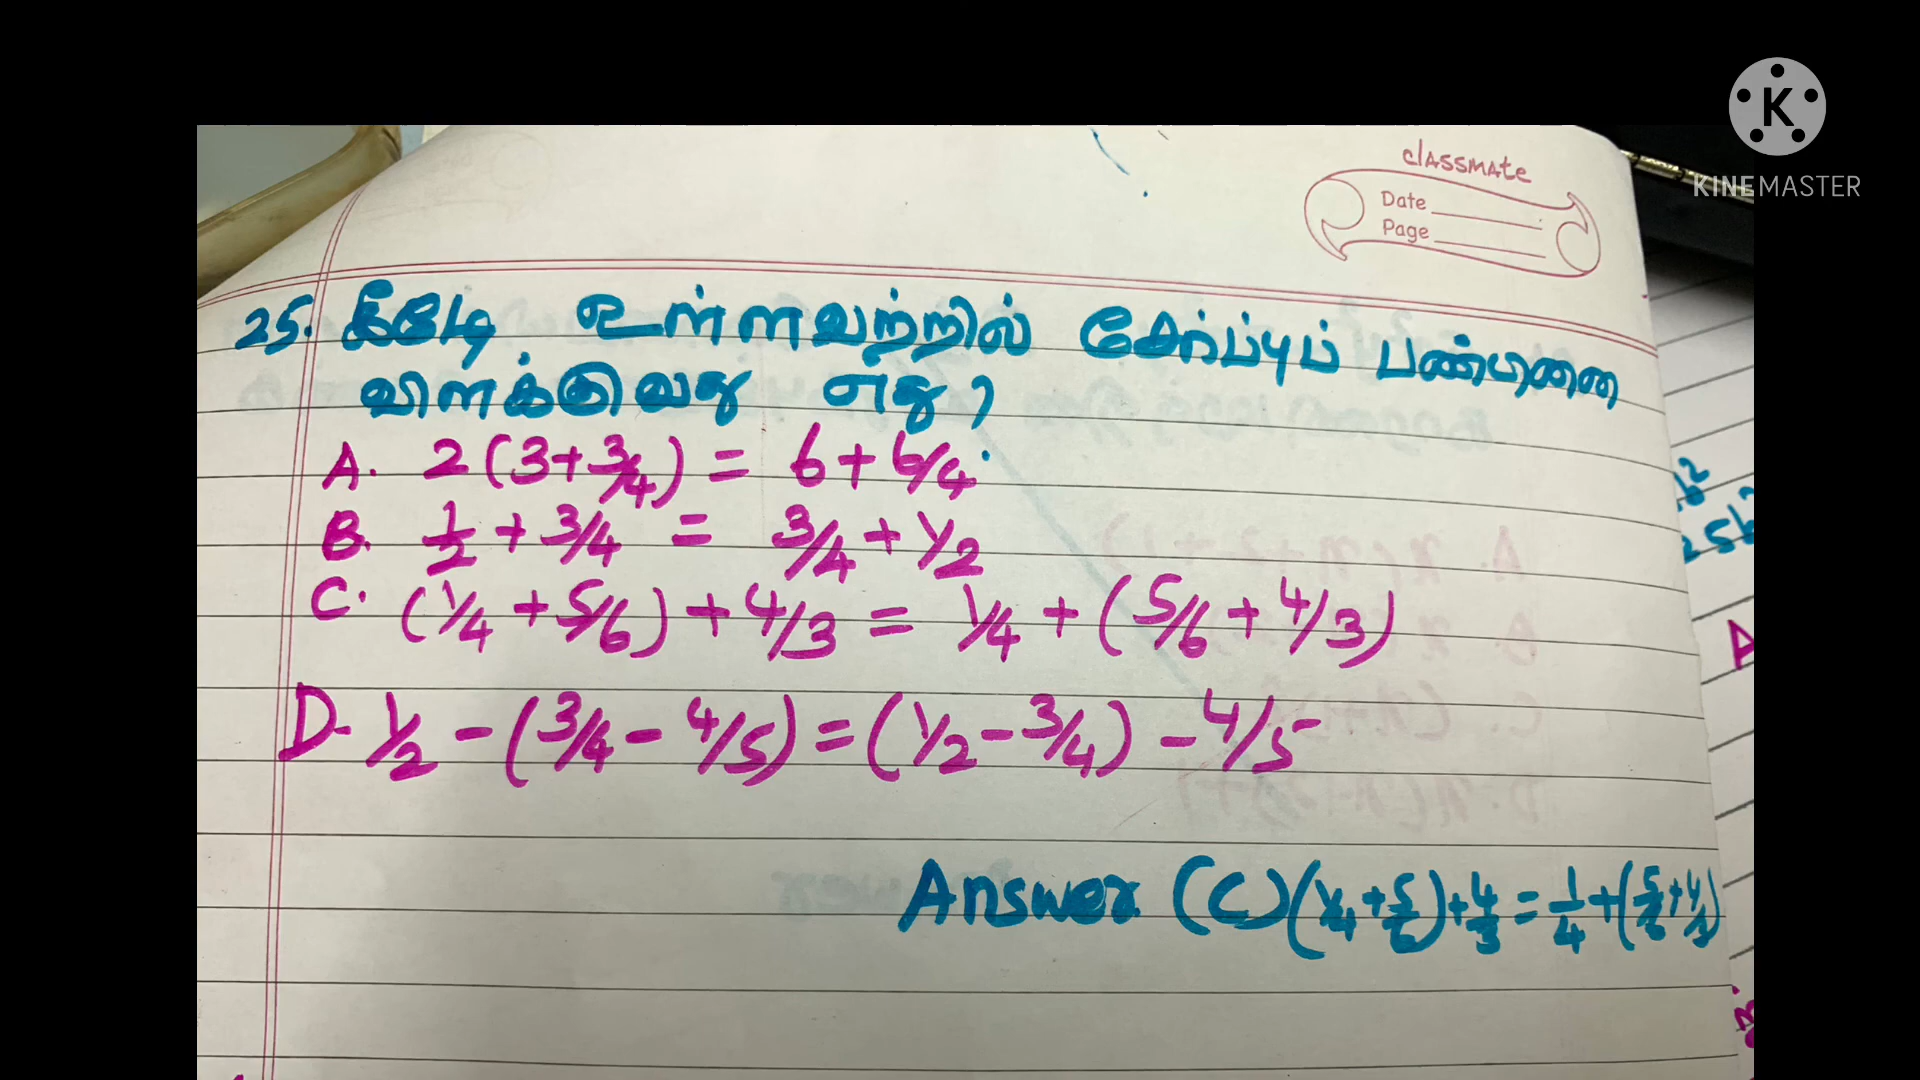 K
KINEMASTER
classmate
Date
Page
25. கீழே உள்ளவற்றில் சேர்ப்புப் பண்பினை
விளக்குவது எது?
A. 2 (3+3/4) = 6+6/4.
B. 1/2 + 3/4 = 3/4 + 1/2
C. (1/4 + 5/6) + 4/3 = 1/4 + (5/6 + 4/3)
D. 1/2 - (3/4 - 4/5) = (1/2 - 3/4) - 4/5
Answer (C) (1/4 + 5/6) + 4/3 = 1/4 + (5/6 + 4/3)